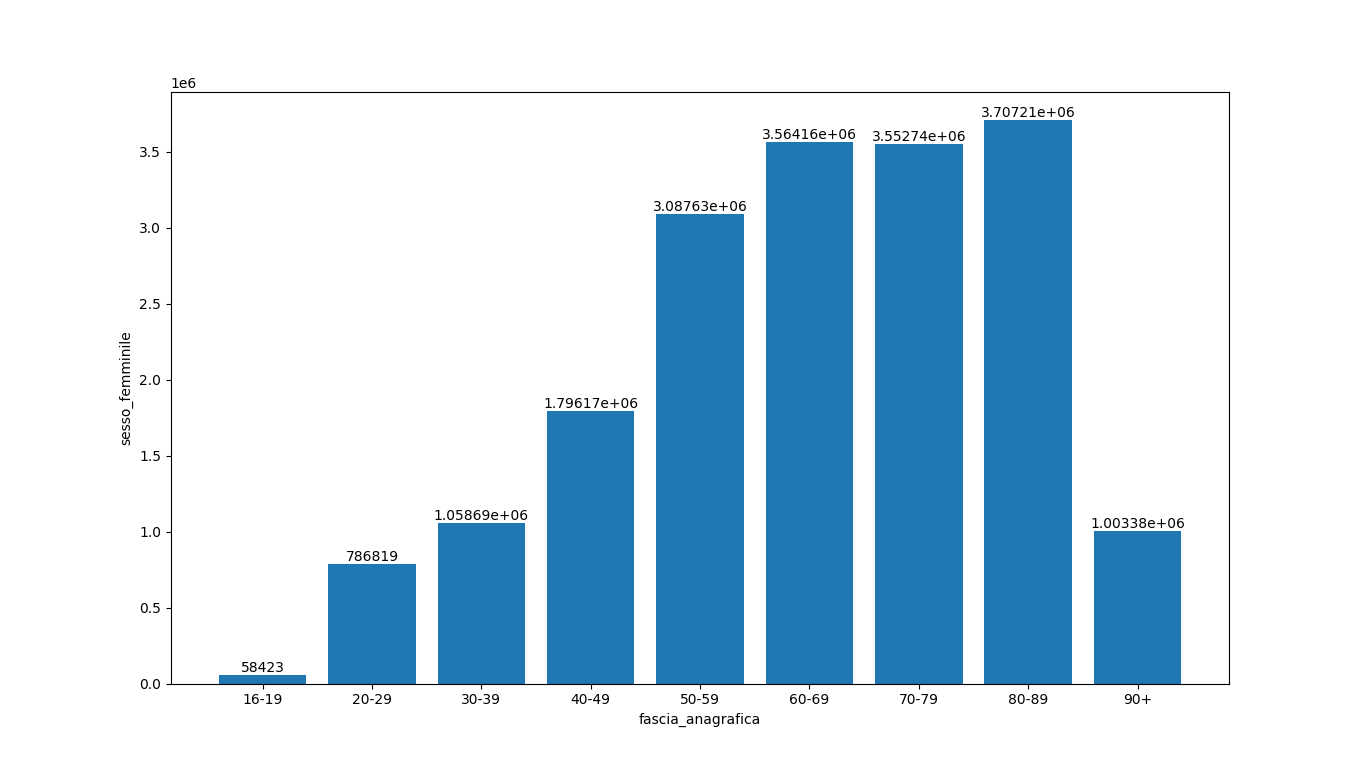 1e6
3.70721e+06
3.56416e+06
3.55274e+06
3.5
3.08763e+06
3.0
2.5
sesso_femminile
2.0
1.79617e+06
1.5
1.05869e+06
1.00338e+06
1.0
786819
0.5
58423
0.0
16-19 20-29 30-39 40-49 50-59 60-69 70-79 80-89 90+
fascia_anagrafica